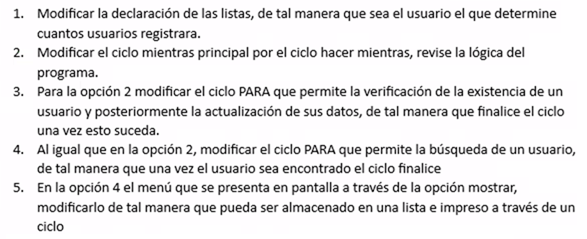 1. Modificar la declaración de las listas, de tal manera que sea el usuario el que determine
cuantos usuarios registrara.
2. Modificar el ciclo mientras principal por el ciclo hacer mientras, revise la lógica del
programa.
3. Para la opción 2 modificar el ciclo PARA que permite la verificación de la existencia de un
usuario y posteriormente la actualización de sus datos, de tal manera que finalice el ciclo
una vez esto suceda.
4. Al igual que en la opción 2, modificar el ciclo PARA que permite la búsqueda de un usuario,
de tal manera que una vez el usuario sea encontrado el ciclo finalice
5. En la opción 4 el menú que se presenta en pantalla a través de la opción mostrar,
modificarlo de tal manera que pueda ser almacenado en una lista e impreso a través de un
ciclo